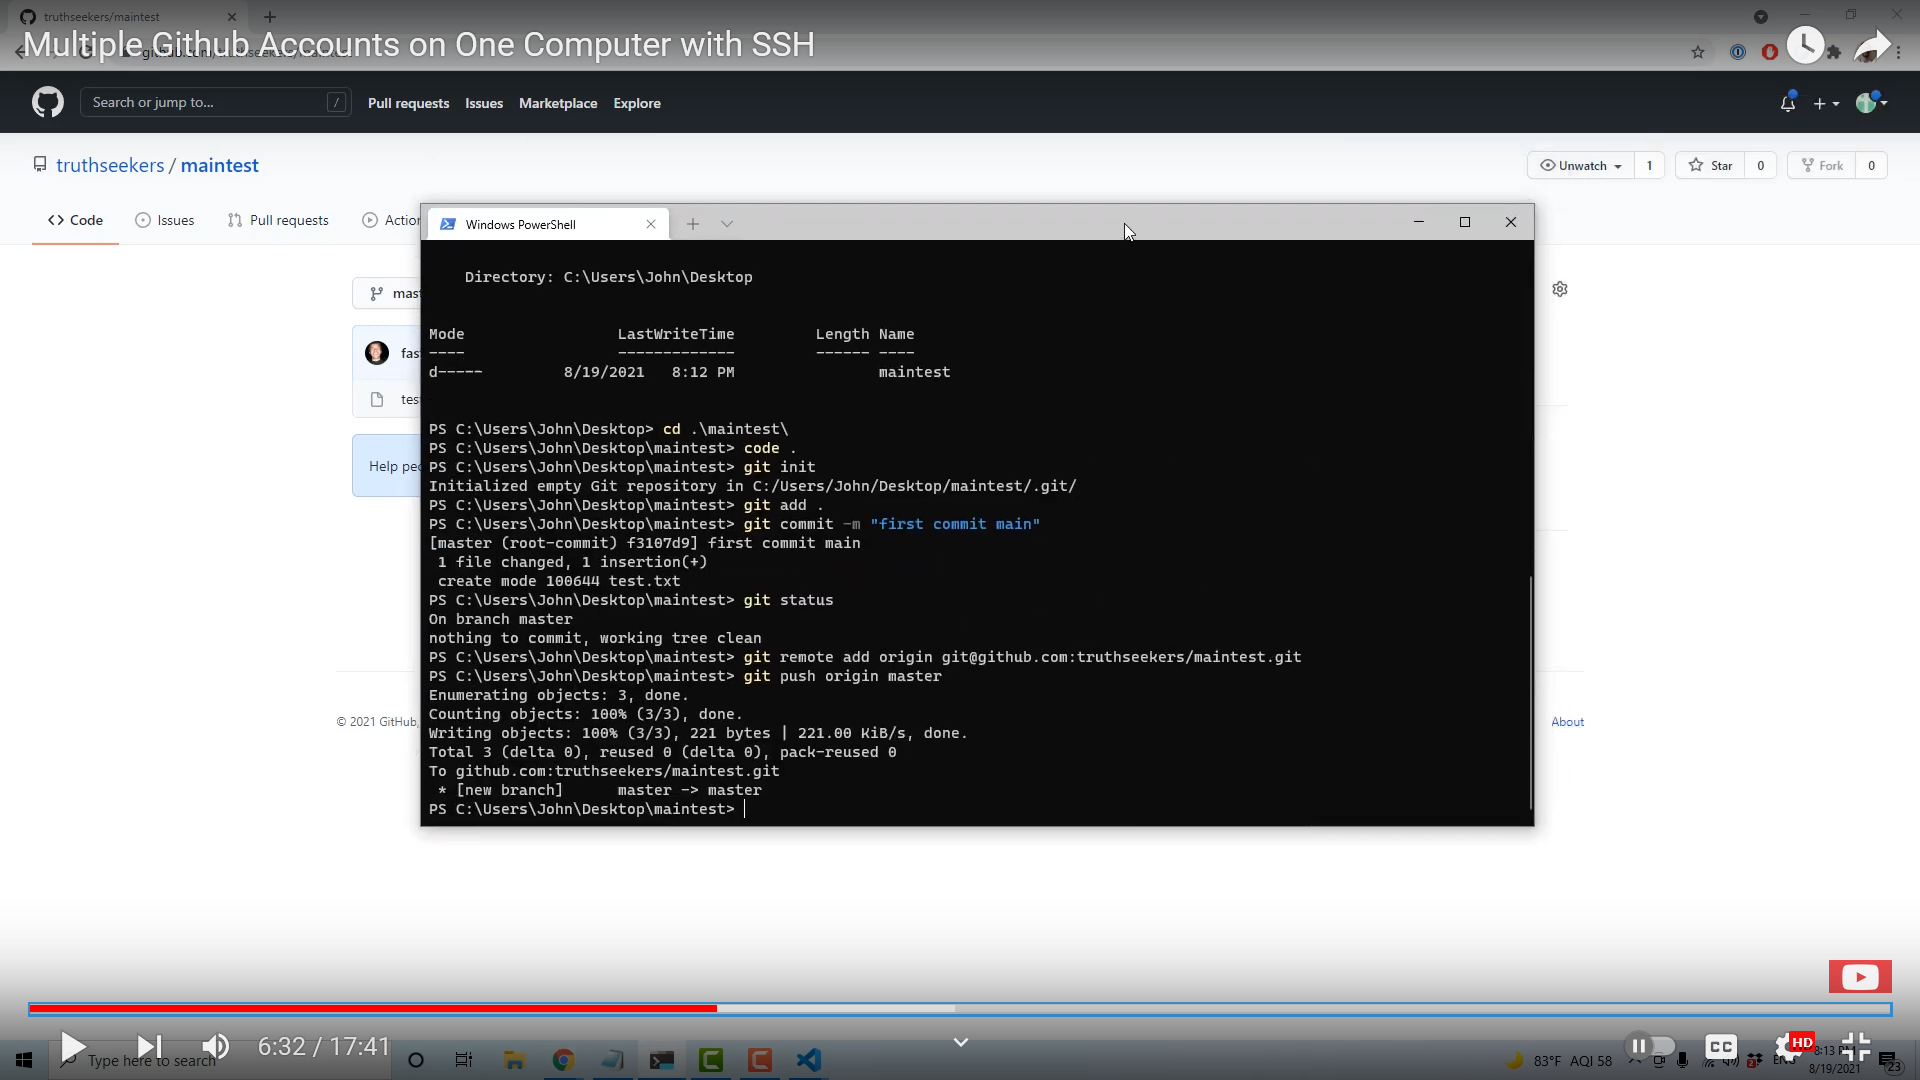 truthseekers/maintest
Multiple Github Accounts on One Computer with SSH
Search or jump to...
/
Pull requests
Issues
Marketplace
Explore
truthseekers / maintest
Unwatch
1
Star
0
Fork
0
Code
Issues
Pull requests
Windows PowerShell
Directory: C:\Users\John\Desktop
Mode LastWriteTime Length Name
---- ------------- ------ ----
d----- 8/19/2021 8:12 PM maintest
PS C:\Users\John\Desktop> cd .\maintest\
PS C:\Users\John\Desktop\maintest> code .
PS C:\Users\John\Desktop\maintest> git init
Initialized empty Git repository in C:/Users/John/Desktop/maintest/.git/
PS C:\Users\John\Desktop\maintest> git add .
PS C:\Users\John\Desktop\maintest> git commit -m "first commit main"
[master (root-commit) f3107d9] first commit main
1 file changed, 1 insertion(+)
create mode 100644 test.txt
PS C:\Users\John\Desktop\maintest> git status
On branch master
nothing to commit, working tree clean
PS C:\Users\John\Desktop\maintest> git remote add origin git@github.com:truthseekers/maintest.git
PS C:\Users\John\Desktop\maintest> git push origin master
Enumerating objects: 3, done.
Counting objects: 100% (3/3), done.
Writing objects: 100% (3/3), 221 bytes | 221.00 KiB/s, done.
Total 3 (delta 0), reused 0 (delta 0), pack-reused 0
To github.com:truthseekers/maintest.git
* [new branch] master -> master
PS C:\Users\John\Desktop\maintest>
Help
© 2021 GitHub,
About
6:32 / 17:41
CC
HD
Type here to search
83°F AQI 58
8:13 PM
8/19/2021
23